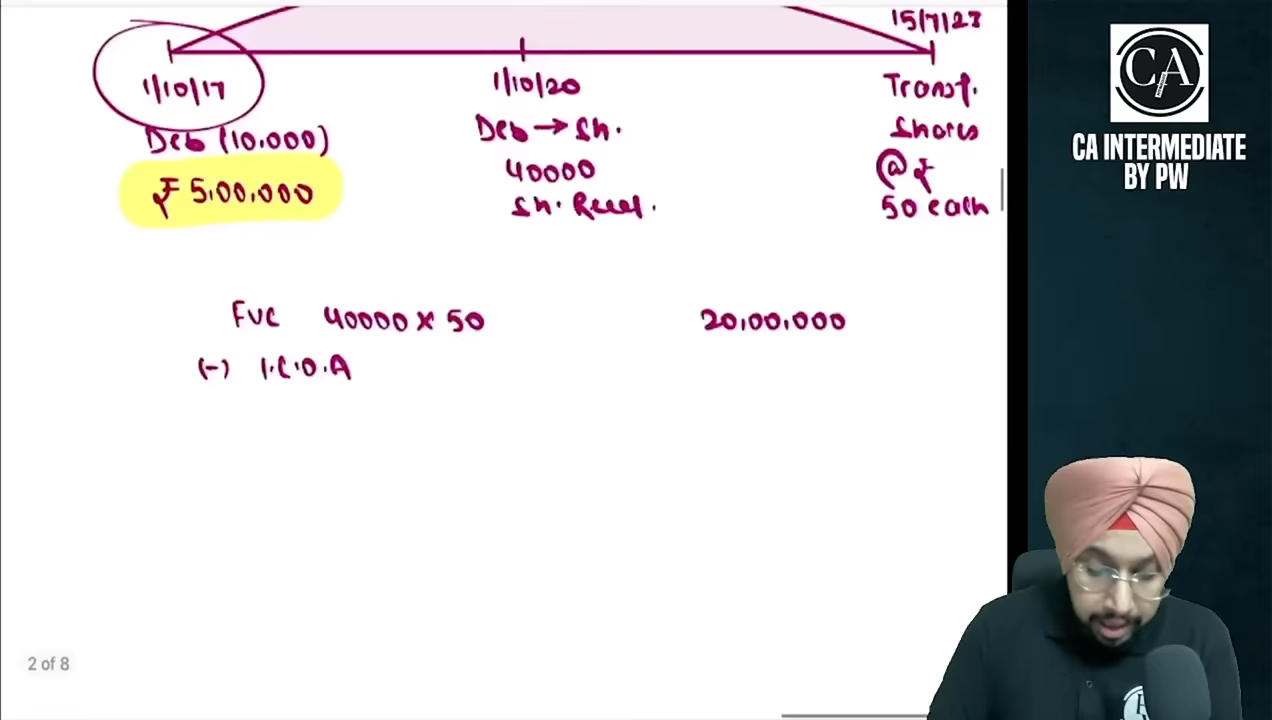 15/7/23
1/10/17
1/10/20
Transf.
Deb (10,000)
Deb → Sh.
Shares
₹ 5,00,000
40000
@ ₹
Sh. Recd.
50 each
FVC 40000 × 50 20,00,000
(-) I.C.O.A
2 of 8
CA
CA INTERMEDIATE
BY PW